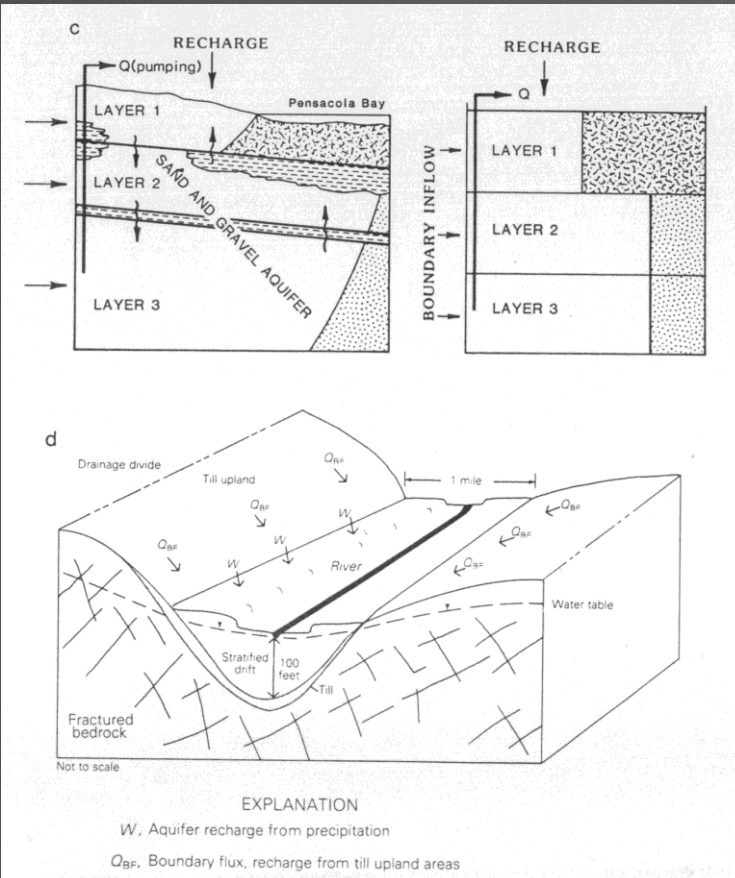 c
RECHARGE
Q(pumping)
LAYER 1
Pensacola Bay
LAYER 2
SAND AND GRAVEL AQUIFER
LAYER 3
RECHARGE
Q
LAYER 1
BOUNDARY INFLOW
LAYER 2
LAYER 3
d
Drainage divide
Till upland
QBF
1 mile
QBF
QBF
W
QBF
QBF
W
W
River
QBF
Water table
Stratified
drift
100
feet
Till
Fractured
bedrock
Not to scale
EXPLANATION
W, Aquifer recharge from precipitation
QBF, Boundary flux, recharge from till upland areas